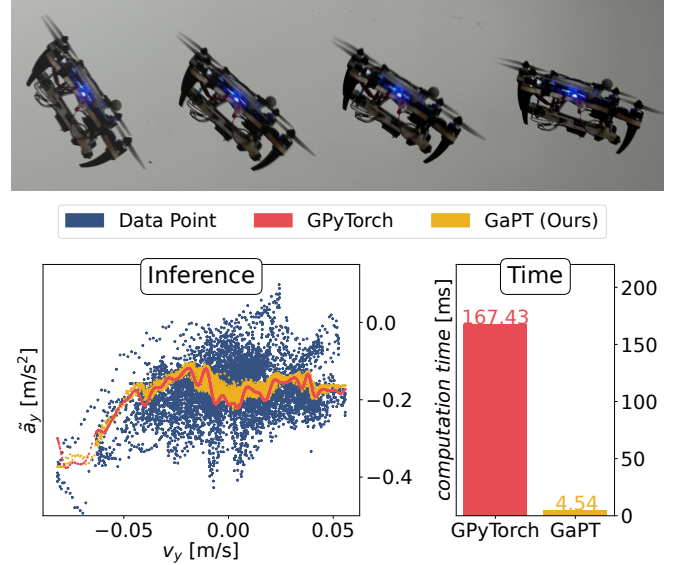 Data Point
GPyTorch
GaPT (Ours)
Inference
ã_y [m/s²]
0.0
−0.2
−0.4
−0.05
0.00
0.05
v_y [m/s]
Time
computation time [ms]
167.43
4.54
200
150
100
50
0
GPyTorch
GaPT